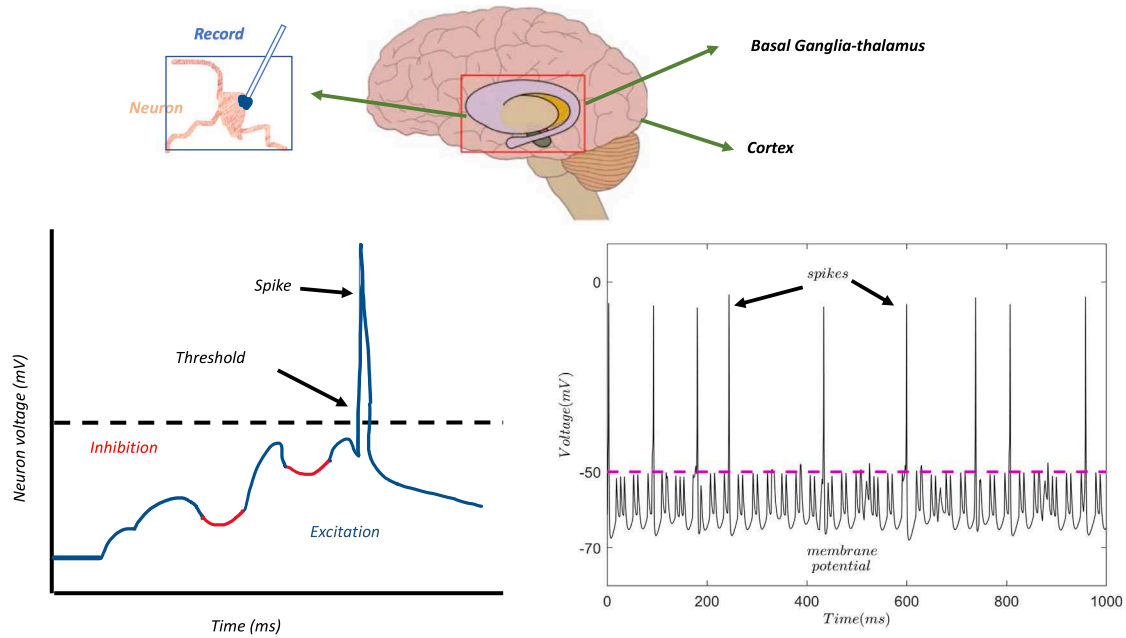 Record
Neuron
Basal Ganglia-thalamus
Cortex
Spike
Threshold
Inhibition
Excitation
Neuron voltage (mV)
Time (ms)
spikes
0
-50
-70
Voltage(mV)
membrane
potential
0
200
400
600
800
1000
Time(ms)